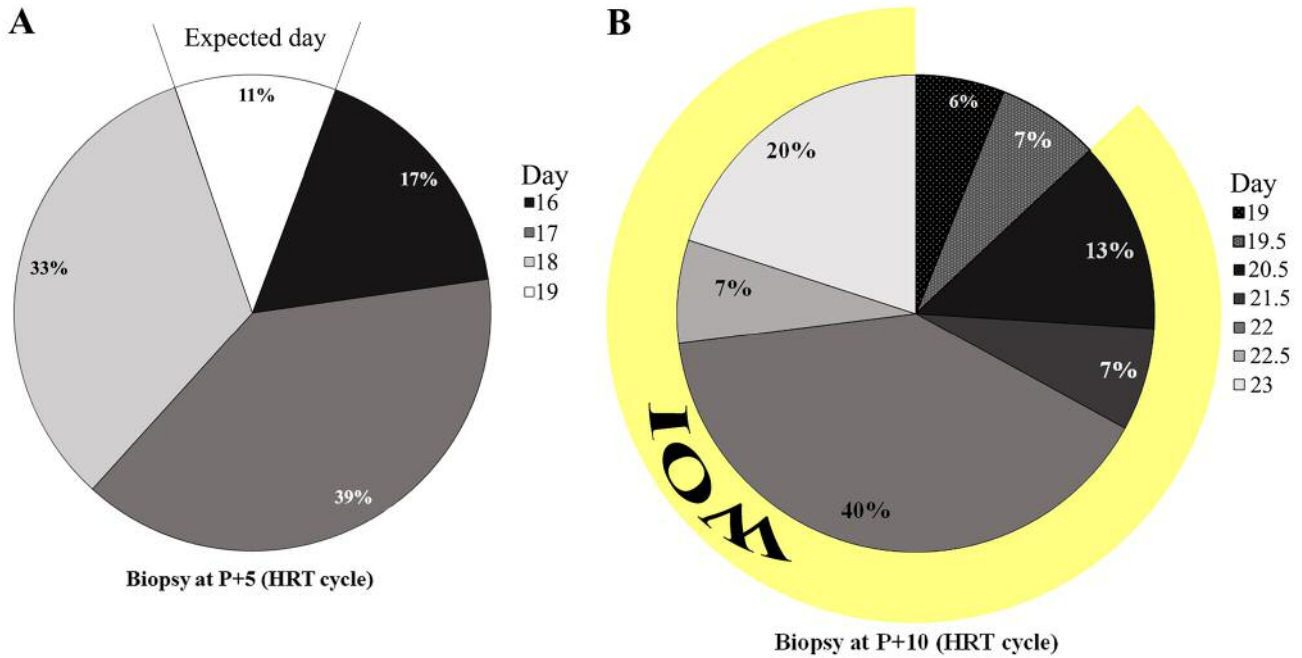 A
Expected day
11%
17%
33%
39%
Day
16
17
18
19
Biopsy at P+5 (HRT cycle)
B
6%
7%
20%
13%
7%
7%
40%
WOI
Day
19
19.5
20.5
21.5
22
22.5
23
Biopsy at P+10 (HRT cycle)